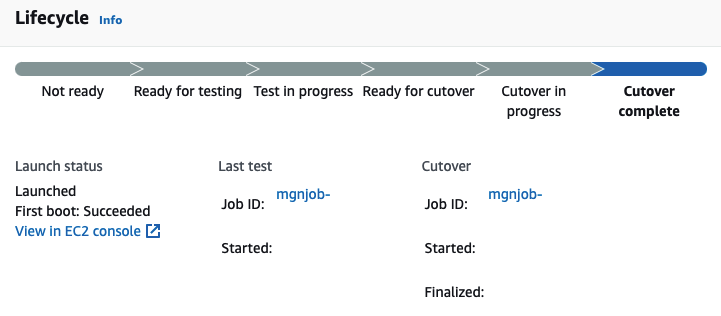 Lifecycle Info
Not ready
Ready for testing
Test in progress
Ready for cutover
Cutover in
progress
Cutover
complete
Launch status
Launched
First boot: Succeeded
View in EC2 console
Last test
Job ID: mgnjob-
Started:
Cutover
Job ID: mgnjob-
Started:
Finalized: